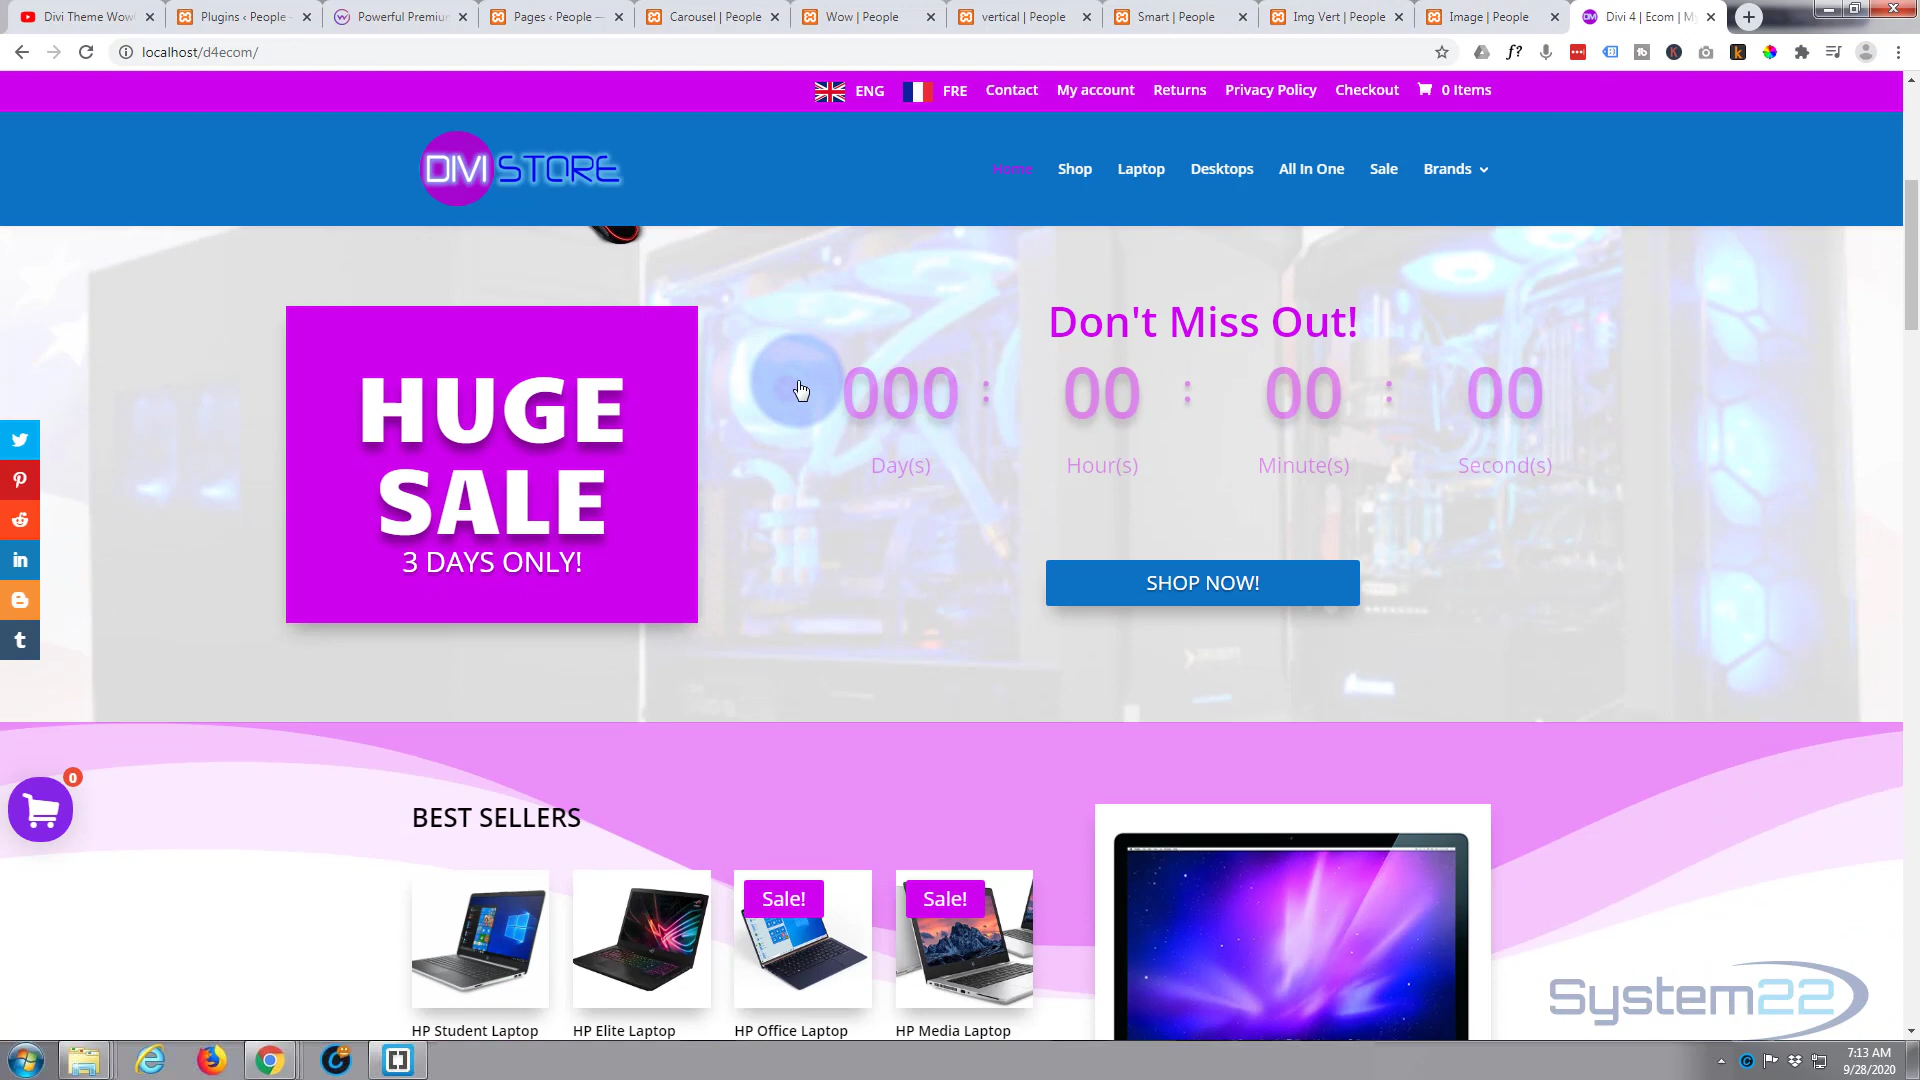 Divi Theme WowC
Plugins ‹ People -
Powerful Premiu
Pages ‹ People —
Carousel | People
Wow | People
vertical | People
Smart | People
Img Vert | People
Image | People
Divi 4 | Ecom | My
localhost/d4ecom/
ENG
FRE
Contact
My account
Returns
Privacy Policy
Checkout
0 Items
DIVI STORE
Home
Shop
Laptop
Desktops
All In One
Sale
Brands
Don't Miss Out!
HUGE
SALE
3 DAYS ONLY!
000 : 00 : 00 : 00
Day(s)
Hour(s)
Minute(s)
Second(s)
SHOP NOW!
0
BEST SELLERS
Sale!
Sale!
HP Student Laptop
HP Elite Laptop
HP Office Laptop
HP Media Laptop
System22
7:13 AM
9/28/2020